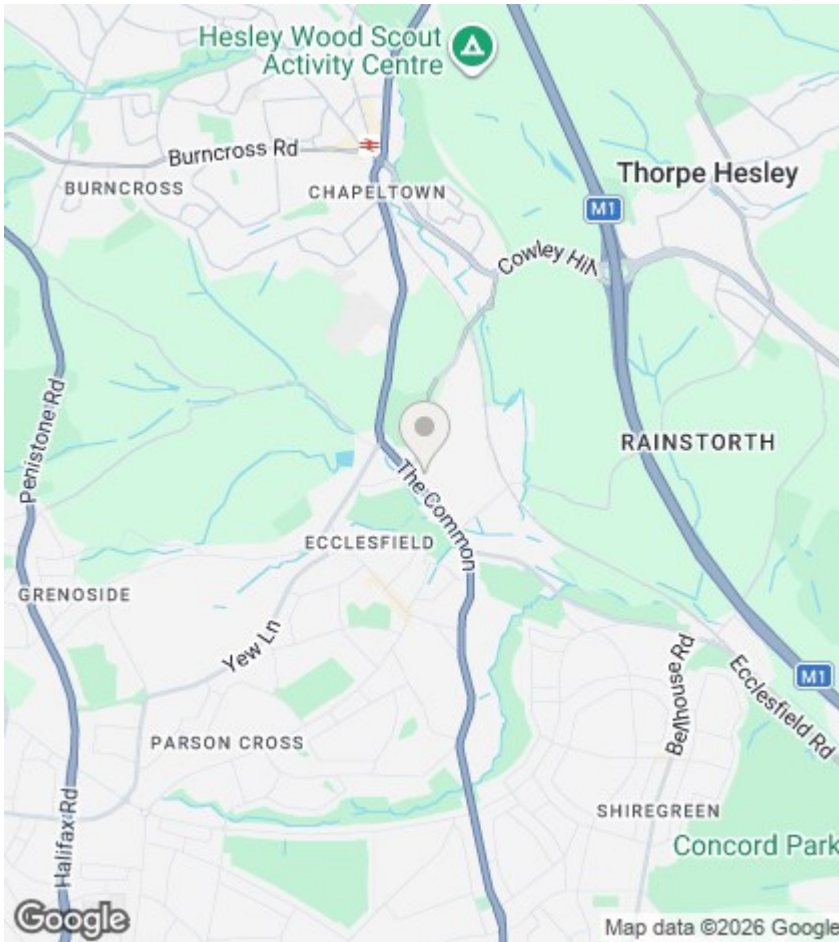 Hesley Wood Scout
Activity Centre
Burncross Rd
BURNCROSS
CHAPELTOWN
Thorpe Hesley
M1
Cowley Hill
Penistone Rd
RAINSTORTH
The Common
ECCLESFIELD
GRENOSIDE
Yew Ln
Bellhouse Rd
Ecclesfield Rd
M1
PARSON CROSS
SHIREGREEN
Halifax Rd
Concord Park
Google
Map data ©2026 Google